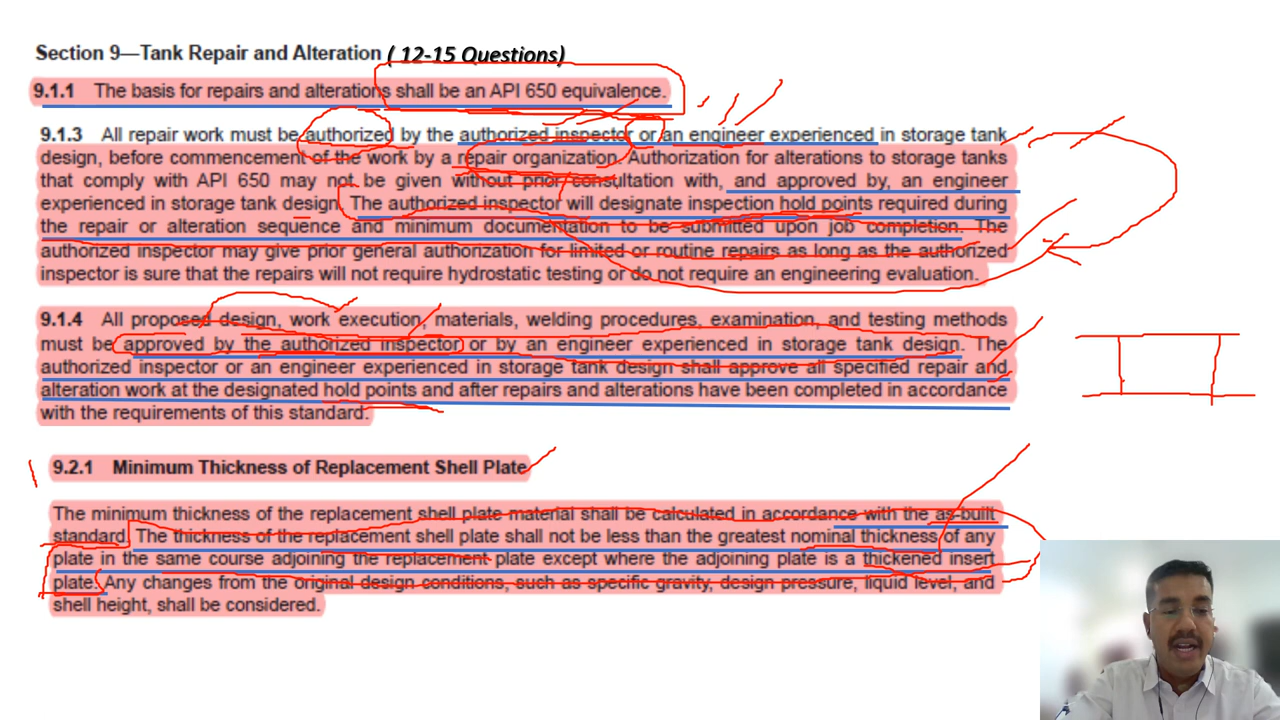 Section 9—Tank Repair and Alteration ( 12-15 Questions)
9.1.1 The basis for repairs and alterations shall be an API 650 equivalence.
9.1.3 All repair work must be authorized by the authorized inspector or an engineer experienced in storage tank
design, before commencement of the work by a repair organization. Authorization for alterations to storage tanks
that comply with API 650 may not be given without prior consultation with, and approved by, an engineer
experienced in storage tank design. The authorized inspector will designate inspection hold points required during
the repair or alteration sequence and minimum documentation to be submitted upon job completion. The
authorized inspector may give prior general authorization for limited or routine repairs as long as the authorized
inspector is sure that the repairs will not require hydrostatic testing or do not require an engineering evaluation.
9.1.4 All proposed design, work execution, materials, welding procedures, examination, and testing methods
must be approved by the authorized inspector or by an engineer experienced in storage tank design. The
authorized inspector or an engineer experienced in storage tank design shall approve all specified repair and
alteration work at the designated hold points and after repairs and alterations have been completed in accordance
with the requirements of this standard.
9.2.1 Minimum Thickness of Replacement Shell Plate
The minimum thickness of the replacement shell plate material shall be calculated in accordance with the as-built
standard. The thickness of the replacement shell plate shall not be less than the greatest nominal thickness of any
plate in the same course adjoining the replacement plate except where the adjoining plate is a thickened insert
plate. Any changes from the original design conditions, such as specific gravity, design pressure, liquid level, and
shell height, shall be considered.